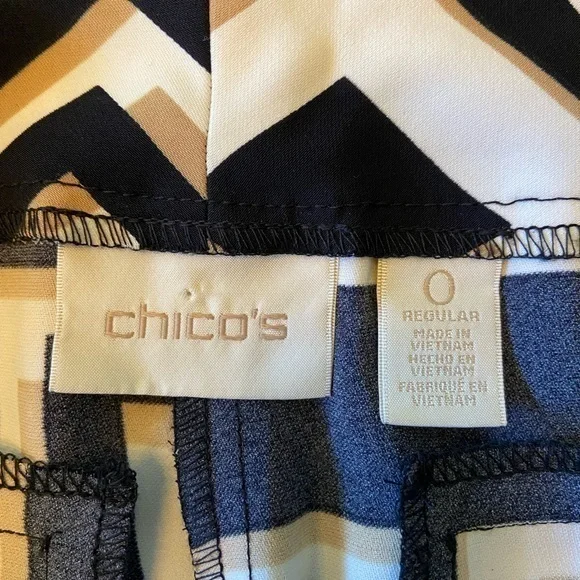 chico's
0
REGULAR
MADE IN
VIETNAM
HECHO EN
VIETNAM
FABRIQUÉ EN
VIETNAM